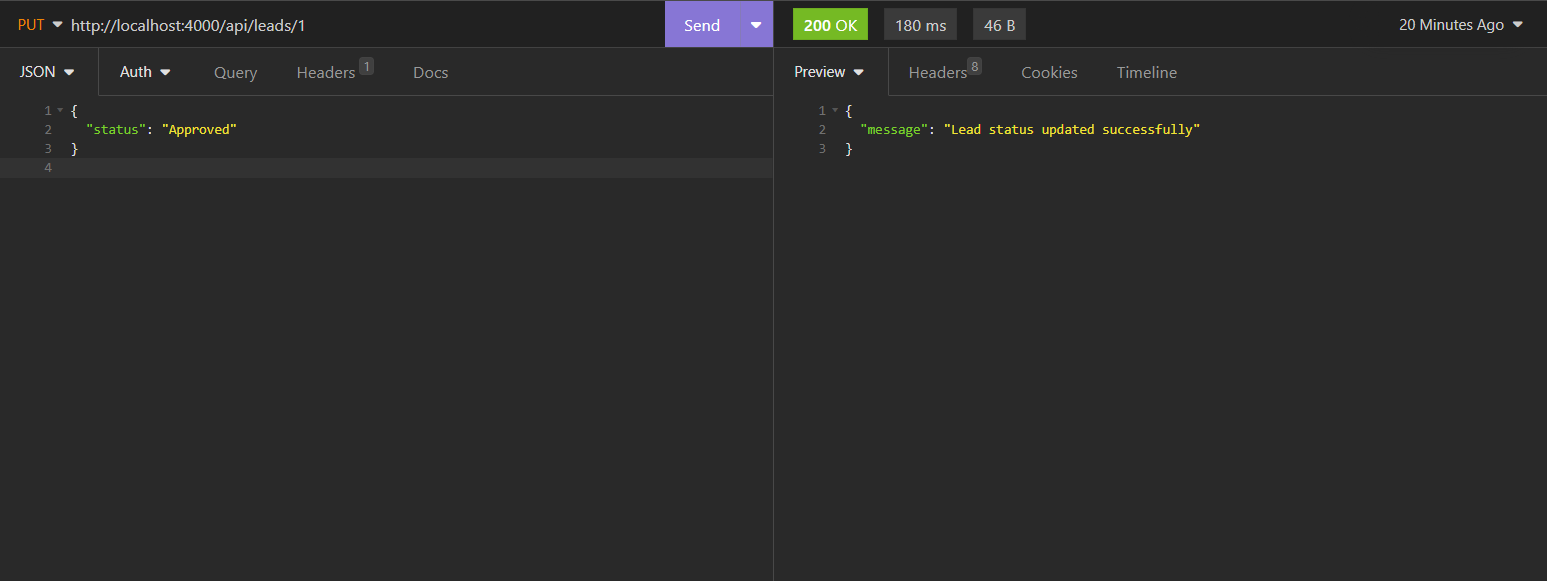 PUT http://localhost:4000/api/leads/1 Send 200 OK 180 ms 46 B 20 Minutes Ago
JSON Auth Query Headers 1 Docs Preview Headers 8 Cookies Timeline
1 {
2 "status": "Approved"
3 }
4
1 {
2 "message": "Lead status updated successfully"
3 }